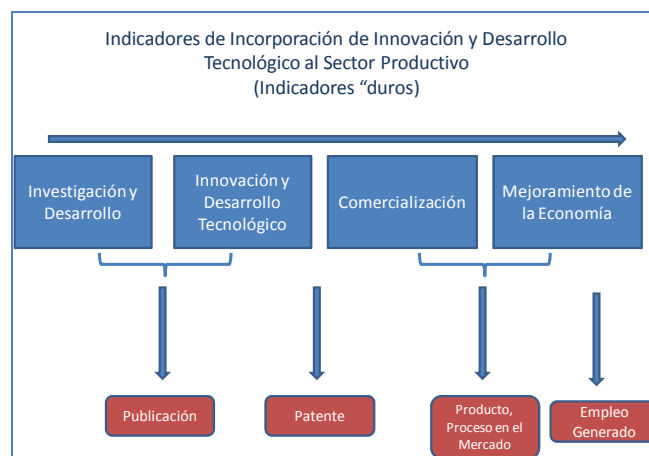 Indicadores de Incorporación de Innovación y Desarrollo
Tecnológico al Sector Productivo
(Indicadores “duros)
Investigación y
Desarrollo
Innovación y
Desarrollo
Tecnológico
Comercialización
Mejoramiento de
la Economía
Publicación
Patente
Producto,
Proceso en el
Mercado
Empleo
Generado